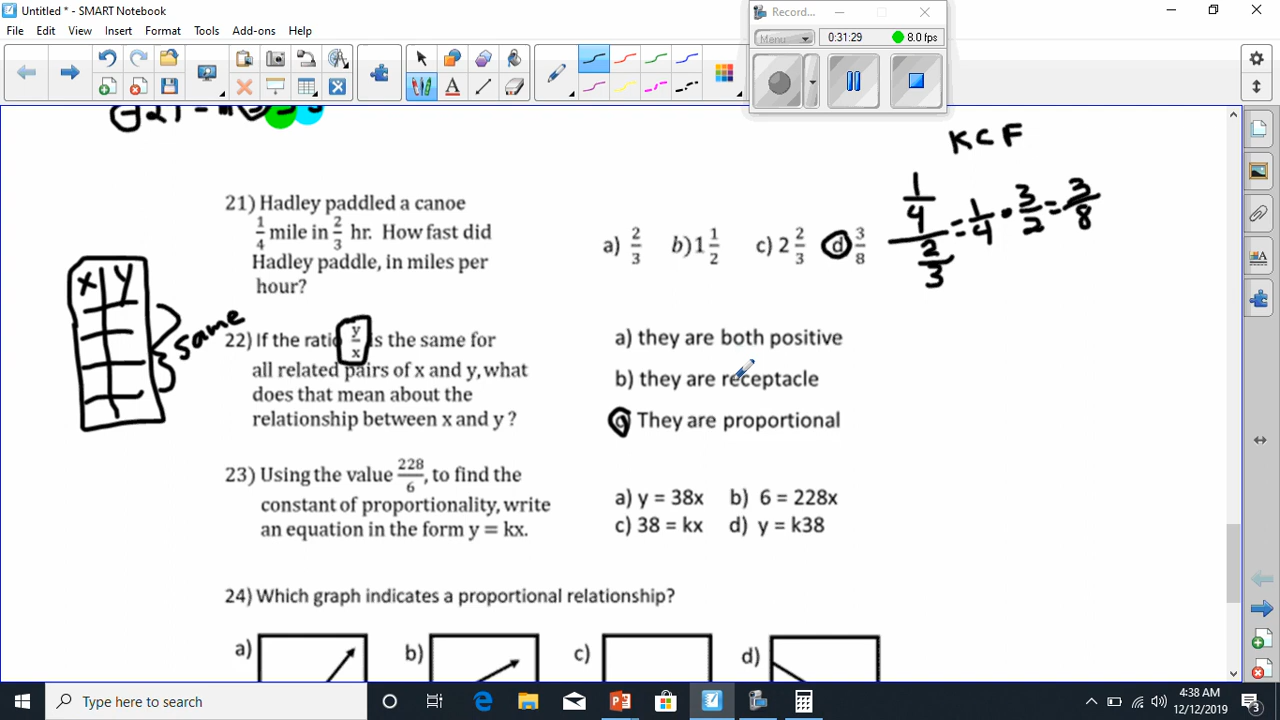 Untitled * - SMART Notebook
Record...
File Edit View Insert Format Tools Add-ons Help
Menu 0:31:29 8.0 fps
KCF
21) Hadley paddled a canoe
1/4 mile in 2/3 hr. How fast did
Hadley paddle, in miles per
hour?
a) 2/3 b) 1 1/2 c) 2 2/3 d) 3/8
1/4 / 2/3 = 1/4 · 3/2 = 3/8
x y
same
22) If the ratio y/x is the same for
all related pairs of x and y, what
does that mean about the
relationship between x and y ?
a) they are both positive
b) they are receptacle
c) They are proportional
23) Using the value 228/6, to find the
constant of proportionality, write
an equation in the form y = kx.
a) y = 38x b) 6 = 228x
c) 38 = kx d) y = k38
24) Which graph indicates a proportional relationship?
a) b) c) d)
Type here to search
4:38 AM
12/12/2019
3